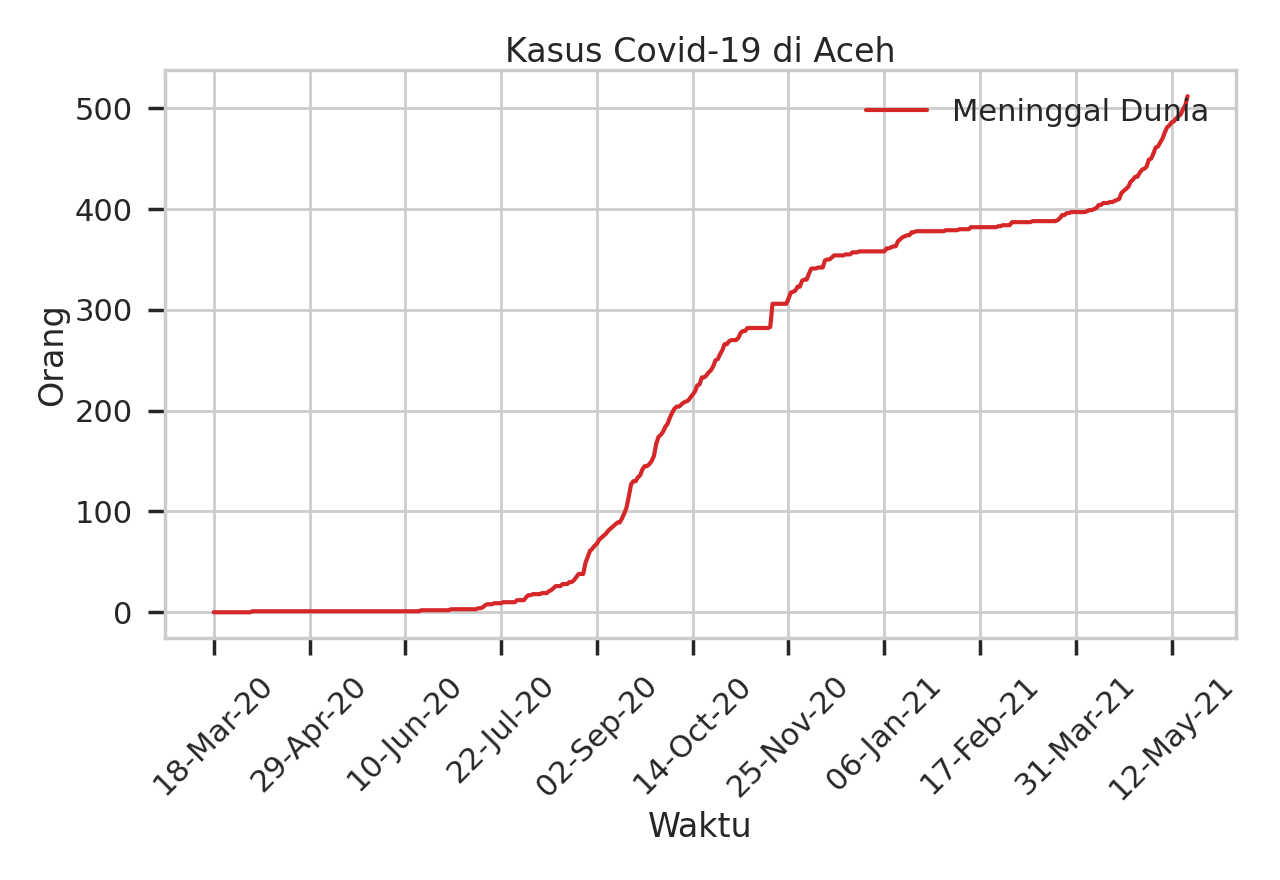 Kasus Covid-19 di Aceh
Meninggal Dunia
500
400
300
200
100
0
Orang
18-Mar-20
29-Apr-20
10-Jun-20
22-Jul-20
02-Sep-20
14-Oct-20
25-Nov-20
06-Jan-21
17-Feb-21
31-Mar-21
12-May-21
Waktu